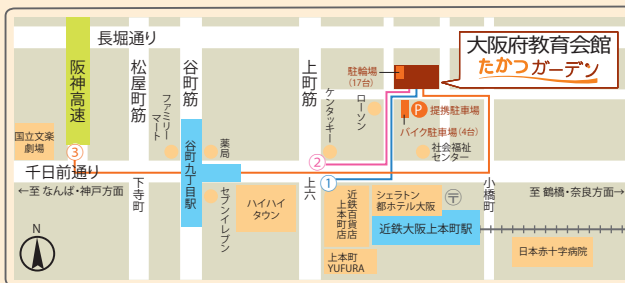 長堀通り
阪神高速
松屋町筋
谷町筋
上町筋
大阪府教育会館
たかつガーデン
駐輪場
(17台)
ケンタッキー
ローソン
P 提携駐車場
バイク駐車場(4台)
社会福祉
センター
ファミリー
マート
薬局
国立文楽
劇場
③
②
①
千日前通り
谷町九丁目駅
←至 なんば・神戸方面
下寺町
セブンイレブン
ハイハイ
タウン
上六
近鉄百貨店
上本町店
シェラトン
都ホテル大阪
〒
小橋町
至 鶴橋・奈良方面→
近鉄大阪上本町駅
上本町
YUFURA
日本赤十字病院
N